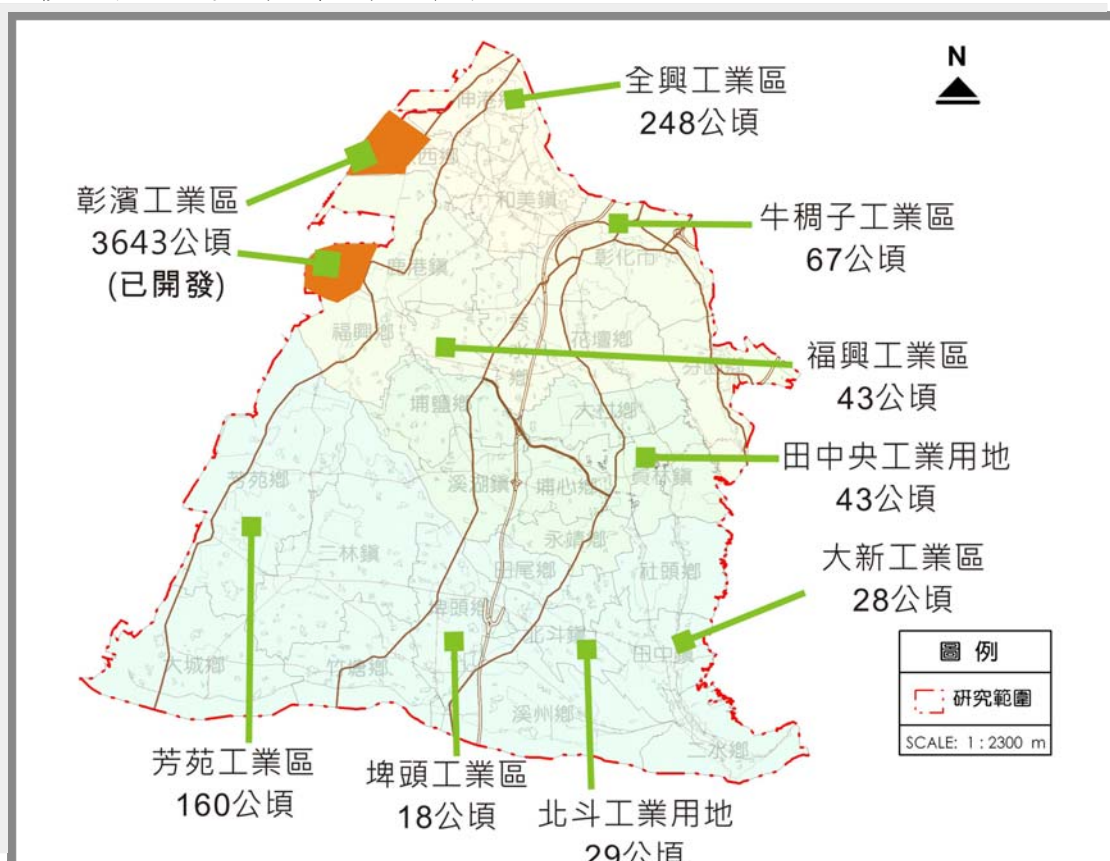 N
全興工業區
248公頃
彰濱工業區
3643公頃
(已開發)
牛稠子工業區
67公頃
福興工業區
43公頃
田中央工業用地
43公頃
大新工業區
28公頃
芳苑工業區
160公頃
埤頭工業區
18公頃
北斗工業用地
29公頃
圖例
研究範圍
SCALE: 1 : 2300 m
伸港鄉
西鄉
和美鎮
彰化市
鹿港鎮
福興鄉
秀水鄉
花壇鄉
埔鹽鄉
大村鄉
芳苑鄉
溪湖鎮
埔心鄉
員林鎮
二林鎮
永靖鄉
田尾鄉
社頭鄉
埤頭鄉
北斗鎮
田中鎮
大城鄉
竹塘鄉
溪州鄉
二水鄉